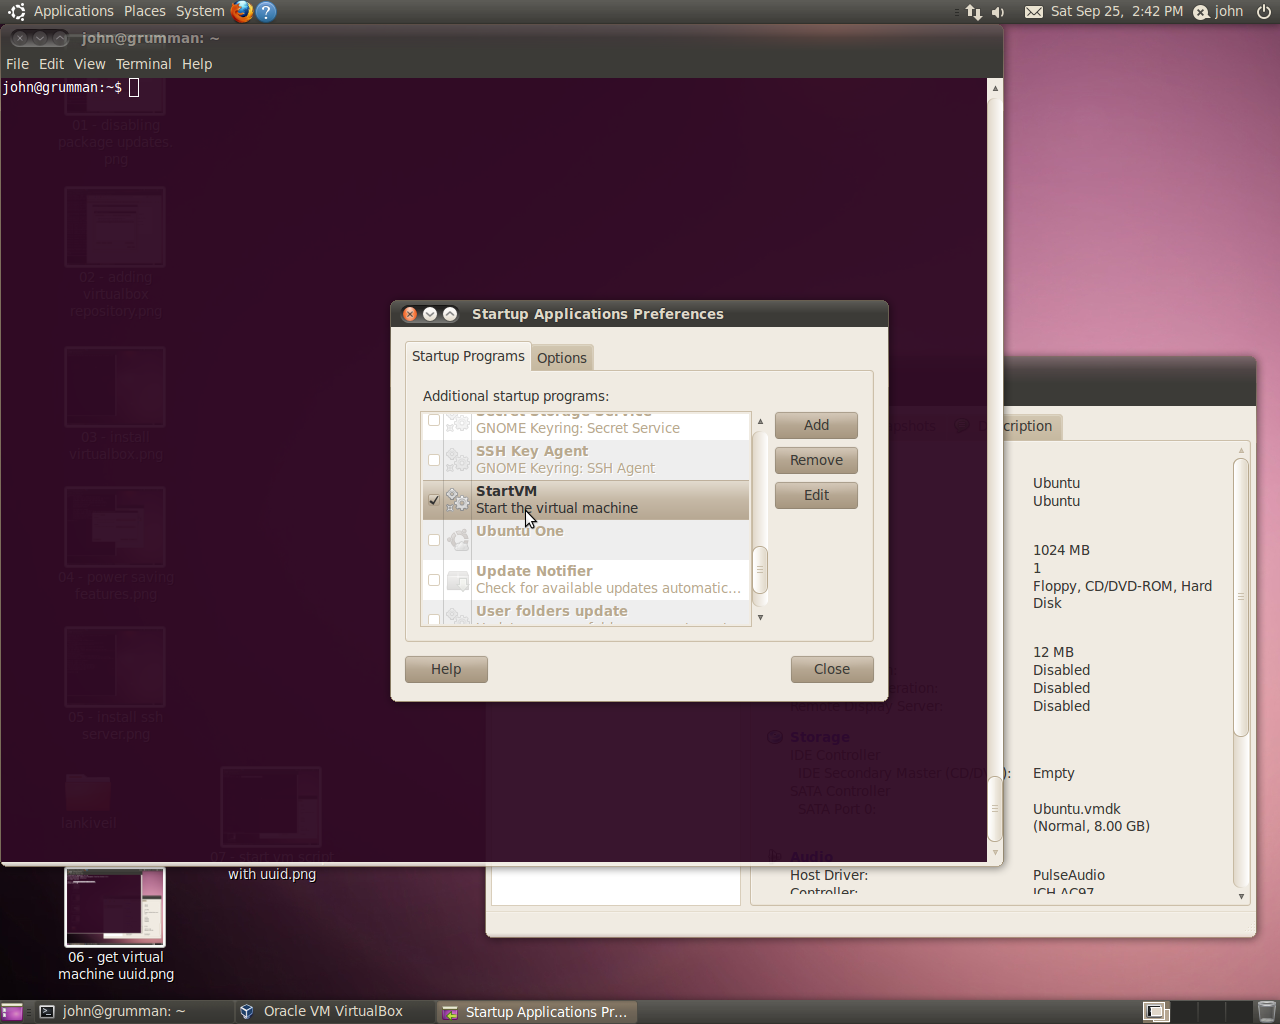 Applications Places System
Sat Sep 25, 2:42 PM
john
john@grumman: ~
File Edit View Terminal Help
john@grumman:~$
01 - disabling
package updates.
png
02 - adding
virtualbox
repository.png
03 - install
virtualbox.png
04 - power saving
features.png
05 - install ssh
server.png
lankiveil
07 - start vm script
with uuid.png
06 - get virtual
machine uuid.png
Startup Applications Preferences
Startup Programs
Options
Additional startup programs:
Secret Storage Service
GNOME Keyring: Secret Service
SSH Key Agent
GNOME Keyring: SSH Agent
StartVM
Start the virtual machine
Ubuntu One
Update Notifier
Check for available updates automatic...
User folders update
Add
Remove
Edit
Help
Close
cription
Ubuntu
Ubuntu
1024 MB
1
Floppy, CD/DVD-ROM, Hard
Disk
12 MB
Disabled
Disabled
Remote Display Server:
Disabled
Storage
IDE Controller
IDE Secondary Master (CD/D
):
Empty
SATA Controller
SATA Port 0:
Ubuntu.vmdk
(Normal, 8.00 GB)
Audio
Host Driver:
PulseAudio
Controller:
ICH AC97
john@grumman: ~
Oracle VM VirtualBox
Startup Applications Pr...